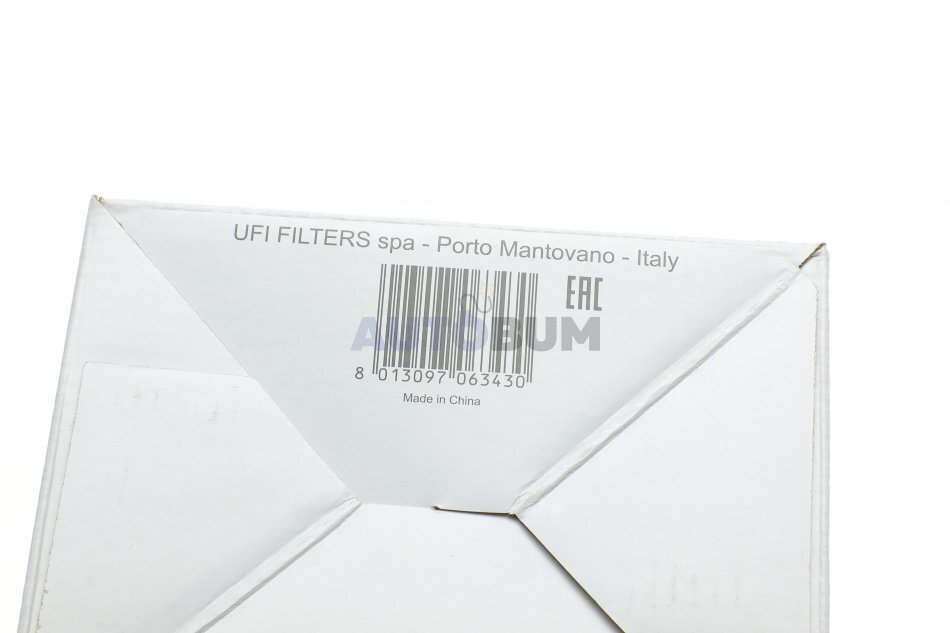 UFI FILTERS spa - Porto Mantovano - Italy
EAC
AUTOBUM
8 013097 063430
Made in China